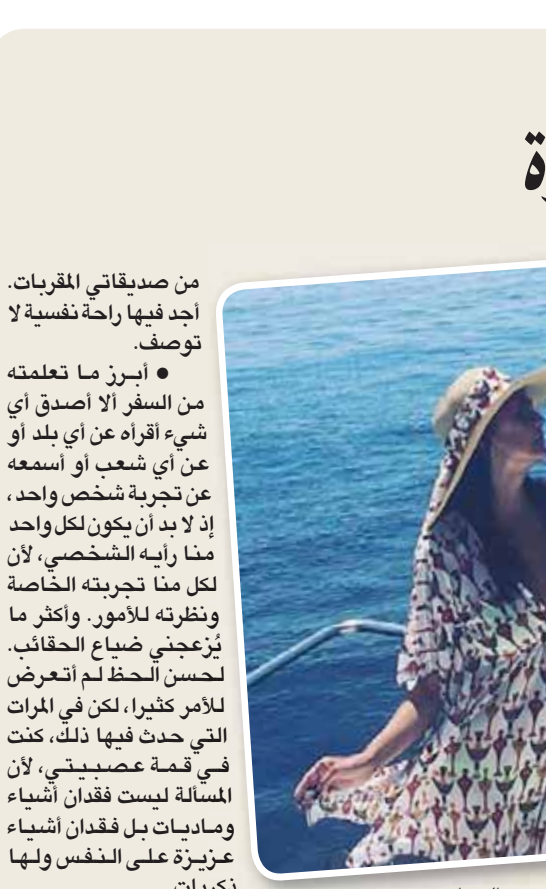 من صديقاتي المقربات.
أجد فيها راحة نفسية لا
توصف.
● أبـرز مـا تعلمته
من السفر ألا أصدق أي
شيء أقرأه عن أي بلد أو
عن أي شعب أو أسمعه
عن تجربة شخص واحد،
إذ لا بد أن يكون لكل واحد
منا رأيه الشخصي، لأن
لكل منا تجربته الخاصة
ونظرته للأمور. وأكثر ما
يُزعجني ضياع الحقائب.
لحسن الحظ لم أتعرض
للأمر كثيرا، لكن في المرات
التي حدث فيها ذلك، كنت
في قمة عصبيتي، لأن
المسألة ليست فقدان أشياء
وماديات بل فقدان أشياء
عزيزة على النفس ولها